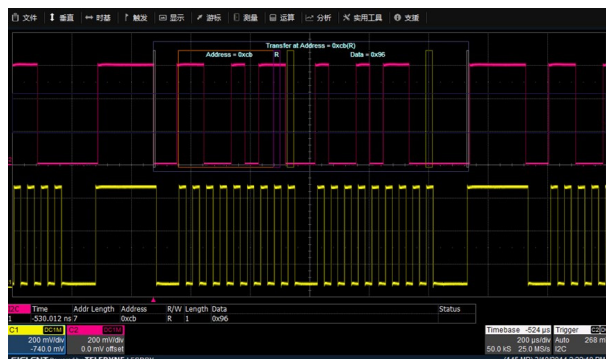 文件 垂直 时基 触发 显示 游标 测量 运算 分析 实用工具 支援
Transfer at Address = 0xcb(R)
Address = 0xcb R Data = 0x96
Time Addr Length Address R/W Length Data Status
1 -530.012 ns 7 0xcb R 1 0x96
C1 DC1M C2 DC1M Timebase -524 µs Trigger
200 mV/div 200 mV/div 200 µs/div Auto 268 m
-740.0 mV 0.0 mV offset 50.0 kS 25.0 MS/s I2C